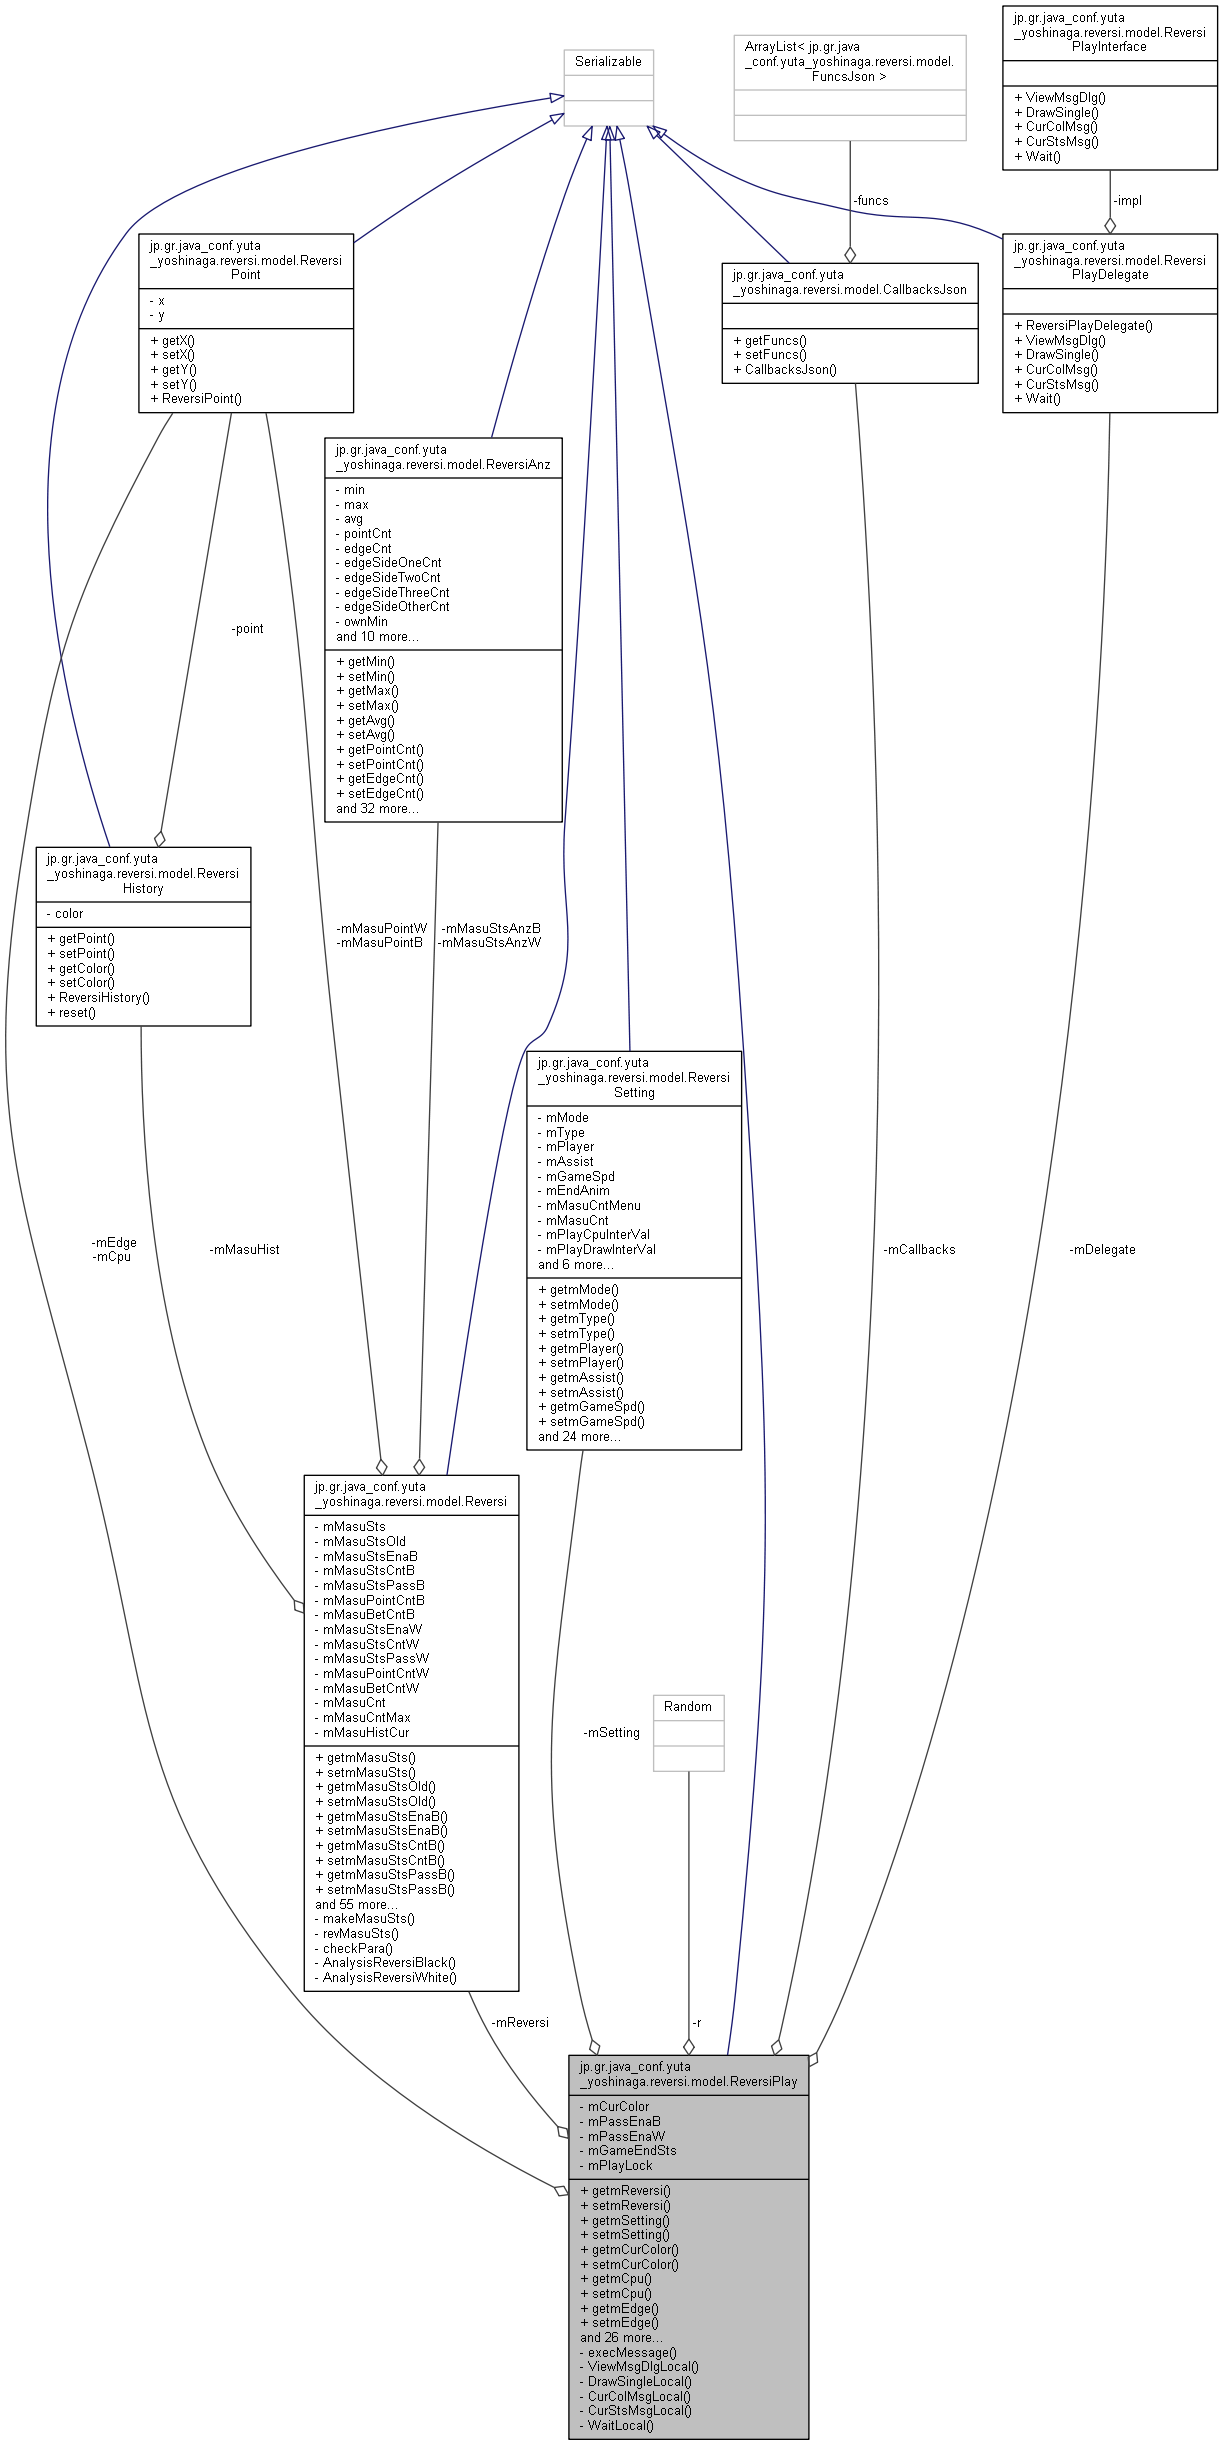 Serializable
ArrayList< jp.gr.java
_conf.yuta_yoshinaga.reversi.model.
FuncsJson >
jp.gr.java_conf.yuta
_yoshinaga.reversi.model.Reversi
PlayInterface
+ ViewMsgDlg()
+ DrawSingle()
+ CurColMsg()
+ CurStsMsg()
+ Wait()
-funcs
-impl
jp.gr.java_conf.yuta
_yoshinaga.reversi.model.Reversi
Point
- x
- y
+ getX()
+ setX()
+ getY()
+ setY()
+ ReversiPoint()
jp.gr.java_conf.yuta
_yoshinaga.reversi.model.CallbacksJson
+ getFuncs()
+ setFuncs()
+ CallbacksJson()
jp.gr.java_conf.yuta
_yoshinaga.reversi.model.Reversi
PlayDelegate
+ ReversiPlayDelegate()
+ ViewMsgDlg()
+ DrawSingle()
+ CurColMsg()
+ CurStsMsg()
+ Wait()
jp.gr.java_conf.yuta
_yoshinaga.reversi.model.ReversiAnz
- min
- max
- avg
- pointCnt
- edgeCnt
- edgeSideOneCnt
- edgeSideTwoCnt
- edgeSideThreeCnt
- edgeSideOtherCnt
- ownMin
and 10 more...
+ getMin()
+ setMin()
+ getMax()
+ setMax()
+ getAvg()
+ setAvg()
+ getPointCnt()
+ setPointCnt()
+ getEdgeCnt()
+ setEdgeCnt()
and 32 more...
-point
jp.gr.java_conf.yuta
_yoshinaga.reversi.model.Reversi
History
- color
+ getPoint()
+ setPoint()
+ getColor()
+ setColor()
+ ReversiHistory()
+ reset()
-mMasuPointW
-mMasuPointB
-mMasuStsAnzB
-mMasuStsAnzW
jp.gr.java_conf.yuta
_yoshinaga.reversi.model.Reversi
Setting
- mMode
- mType
- mPlayer
- mAssist
- mGameSpd
- mEndAnim
- mMasuCntMenu
- mMasuCnt
- mPlayCpuInterVal
- mPlayDrawInterVal
and 6 more...
+ getmMode()
+ setmMode()
+ getmType()
+ setmType()
+ getmPlayer()
+ setmPlayer()
+ getmAssist()
+ setmAssist()
+ getmGameSpd()
+ setmGameSpd()
and 24 more...
-mEdge
-mCpu
-mMasuHist
-mCallbacks
-mDelegate
jp.gr.java_conf.yuta
_yoshinaga.reversi.model.Reversi
- mMasuSts
- mMasuStsOld
- mMasuStsEnaB
- mMasuStsCntB
- mMasuStsPassB
- mMasuPointCntB
- mMasuBetCntB
- mMasuStsEnaW
- mMasuStsCntW
- mMasuStsPassW
- mMasuPointCntW
- mMasuBetCntW
- mMasuCnt
- mMasuCntMax
- mMasuHistCur
+ getmMasuSts()
+ setmMasuSts()
+ getmMasuStsOld()
+ setmMasuStsOld()
+ getmMasuStsEnaB()
+ setmMasuStsEnaB()
+ getmMasuStsCntB()
+ setmMasuStsCntB()
+ getmMasuStsPassB()
+ setmMasuStsPassB()
and 55 more...
- makeMasuSts()
- revMasuSts()
- checkPara()
- AnalysisReversiBlack()
- AnalysisReversiWhite()
-mSetting
Random
-mReversi
-r
jp.gr.java_conf.yuta
_yoshinaga.reversi.model.ReversiPlay
- mCurColor
- mPassEnaB
- mPassEnaW
- mGameEndSts
- mPlayLock
+ getmReversi()
+ setmReversi()
+ getmSetting()
+ setmSetting()
+ getmCurColor()
+ setmCurColor()
+ getmCpu()
+ setmCpu()
+ getmEdge()
+ setmEdge()
and 26 more...
- execMessage()
- ViewMsgDlgLocal()
- DrawSingleLocal()
- CurColMsgLocal()
- CurStsMsgLocal()
- WaitLocal()